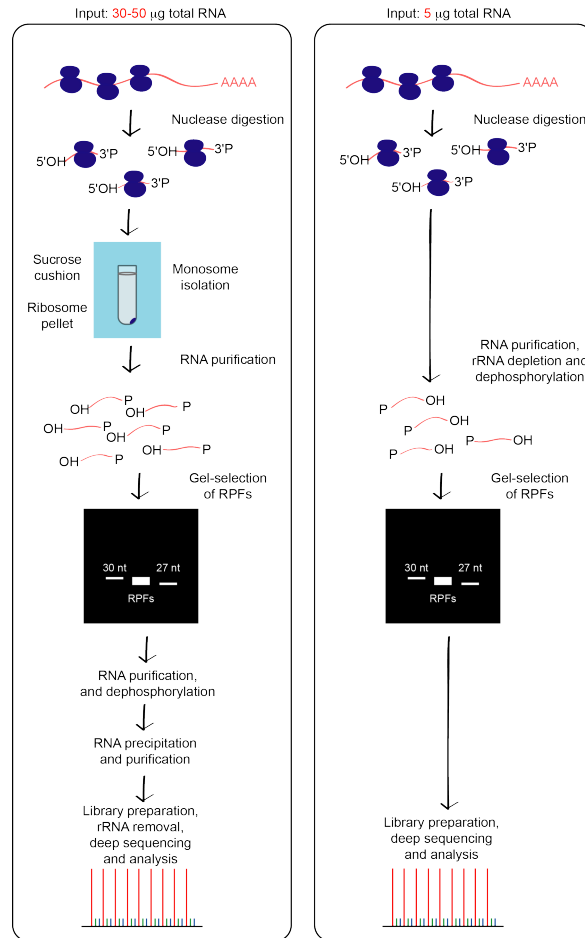 Input: 30-50 µg total RNA
AAAA
Nuclease digestion
5'OH
3'P
5'OH
3'P
5'OH
3'P
Sucrose
cushion
Ribosome
pellet
Monosome
isolation
RNA purification
OH
P
OH
P
OH
P
OH
P
OH
P
OH
P
Gel-selection
of RPFs
30 nt
27 nt
RPFs
RNA purification,
and dephosphorylation
RNA precipitation
and purification
Library preparation,
rRNA removal,
deep sequencing
and analysis
Input: 5 µg total RNA
AAAA
Nuclease digestion
5'OH
3'P
5'OH
3'P
5'OH
3'P
RNA purification,
rRNA depletion and
dephosphorylation
P
OH
P
OH
P
OH
P
OH
Gel-selection
of RPFs
30 nt
27 nt
RPFs
Library preparation,
deep sequencing
and analysis